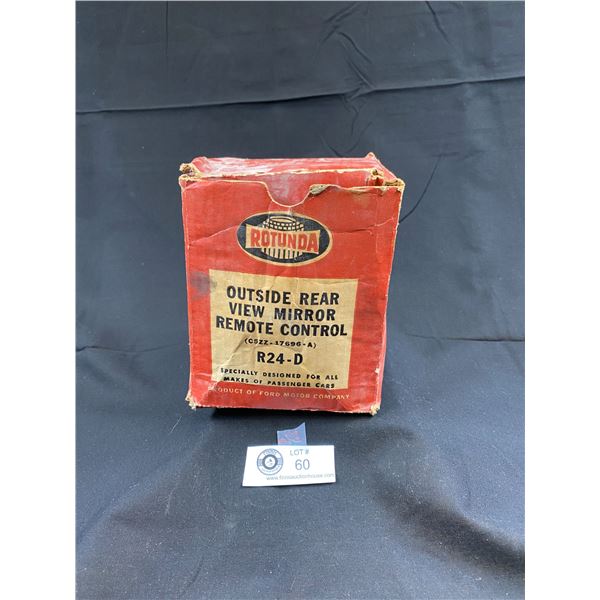 ROTUNDA
OUTSIDE REAR
VIEW MIRROR
REMOTE CONTROL
(C5ZZ-17696-A)
R24-D
SPECIALLY DESIGNED FOR ALL
MAKES OF PASSENGER CARS
PRODUCT OF FORD MOTOR COMPANY
LOT #
60